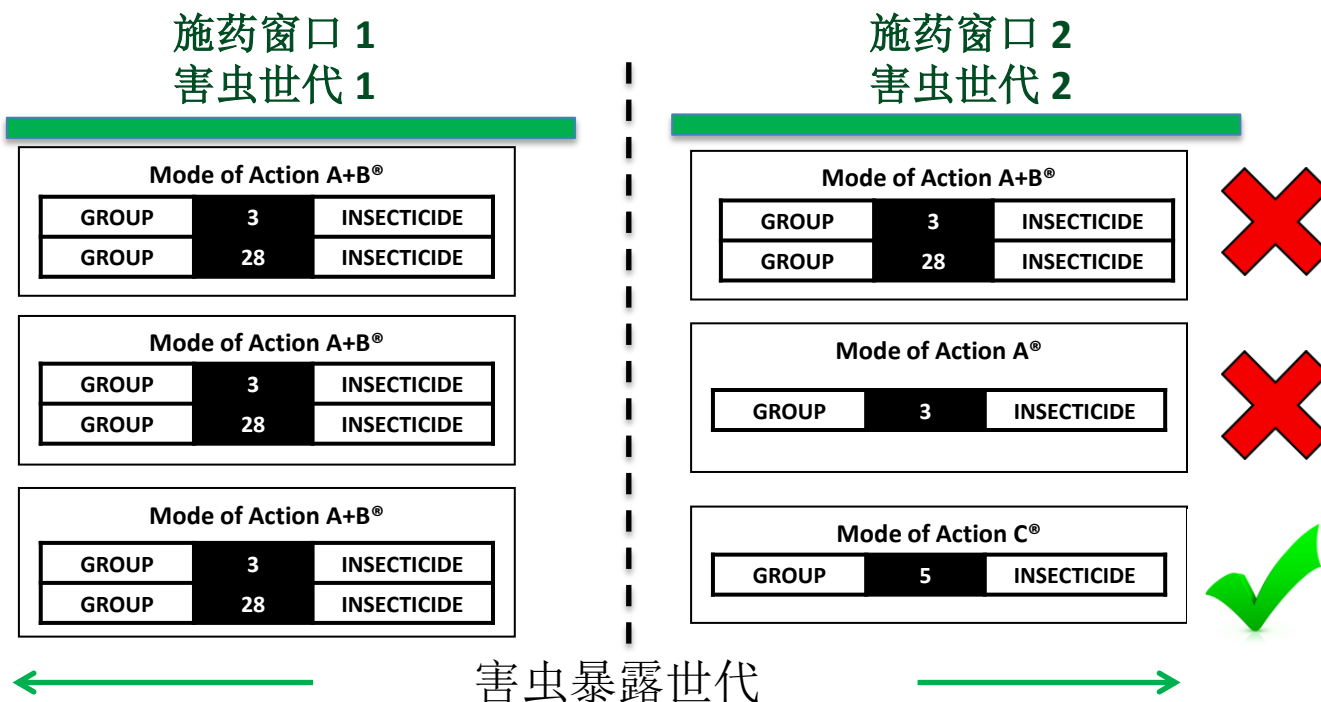 施药窗口 1
害虫世代 1
Mode of Action A+B®
GROUP 3 INSECTICIDE
GROUP 28 INSECTICIDE
Mode of Action A+B®
GROUP 3 INSECTICIDE
GROUP 28 INSECTICIDE
Mode of Action A+B®
GROUP 3 INSECTICIDE
GROUP 28 INSECTICIDE
施药窗口 2
害虫世代 2
Mode of Action A+B®
GROUP 3 INSECTICIDE
GROUP 28 INSECTICIDE
Mode of Action A®
GROUP 3 INSECTICIDE
Mode of Action C®
GROUP 5 INSECTICIDE
害虫暴露世代